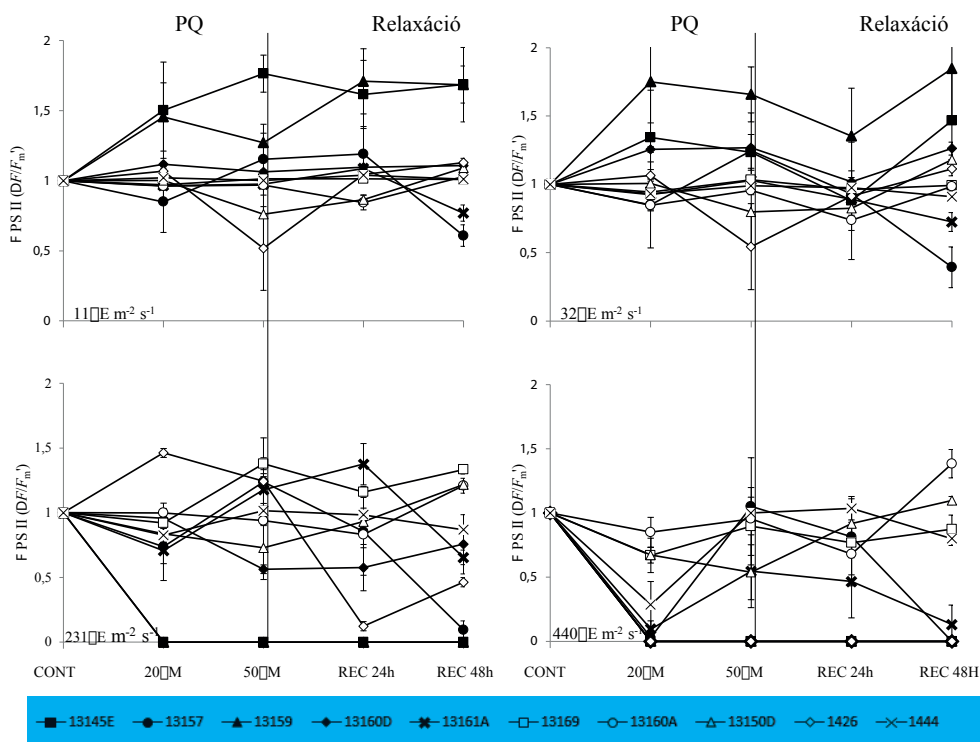 PQ Relaxáció
2
1,5
1
0,5
0
F PS II (DF/Fm')
11▯E m-2 s-1
PQ Relaxáció
2
1,5
1
0,5
0
F PS II (DF/Fm')
32▯E m-2 s-1
2
1,5
1
0,5
0
F PS II (DF/Fm')
231▯E m-2 s-1
CONT 20▯M 50▯M REC 24h REC 48h
2
1,5
1
0,5
0
F PS II (DF/Fm')
440▯E m-2 s-1
CONT 20▯M 50▯M REC 24h REC 48H
13145E 13157 13159 13160D 13161A 13169 13160A 13150D 1426 1444